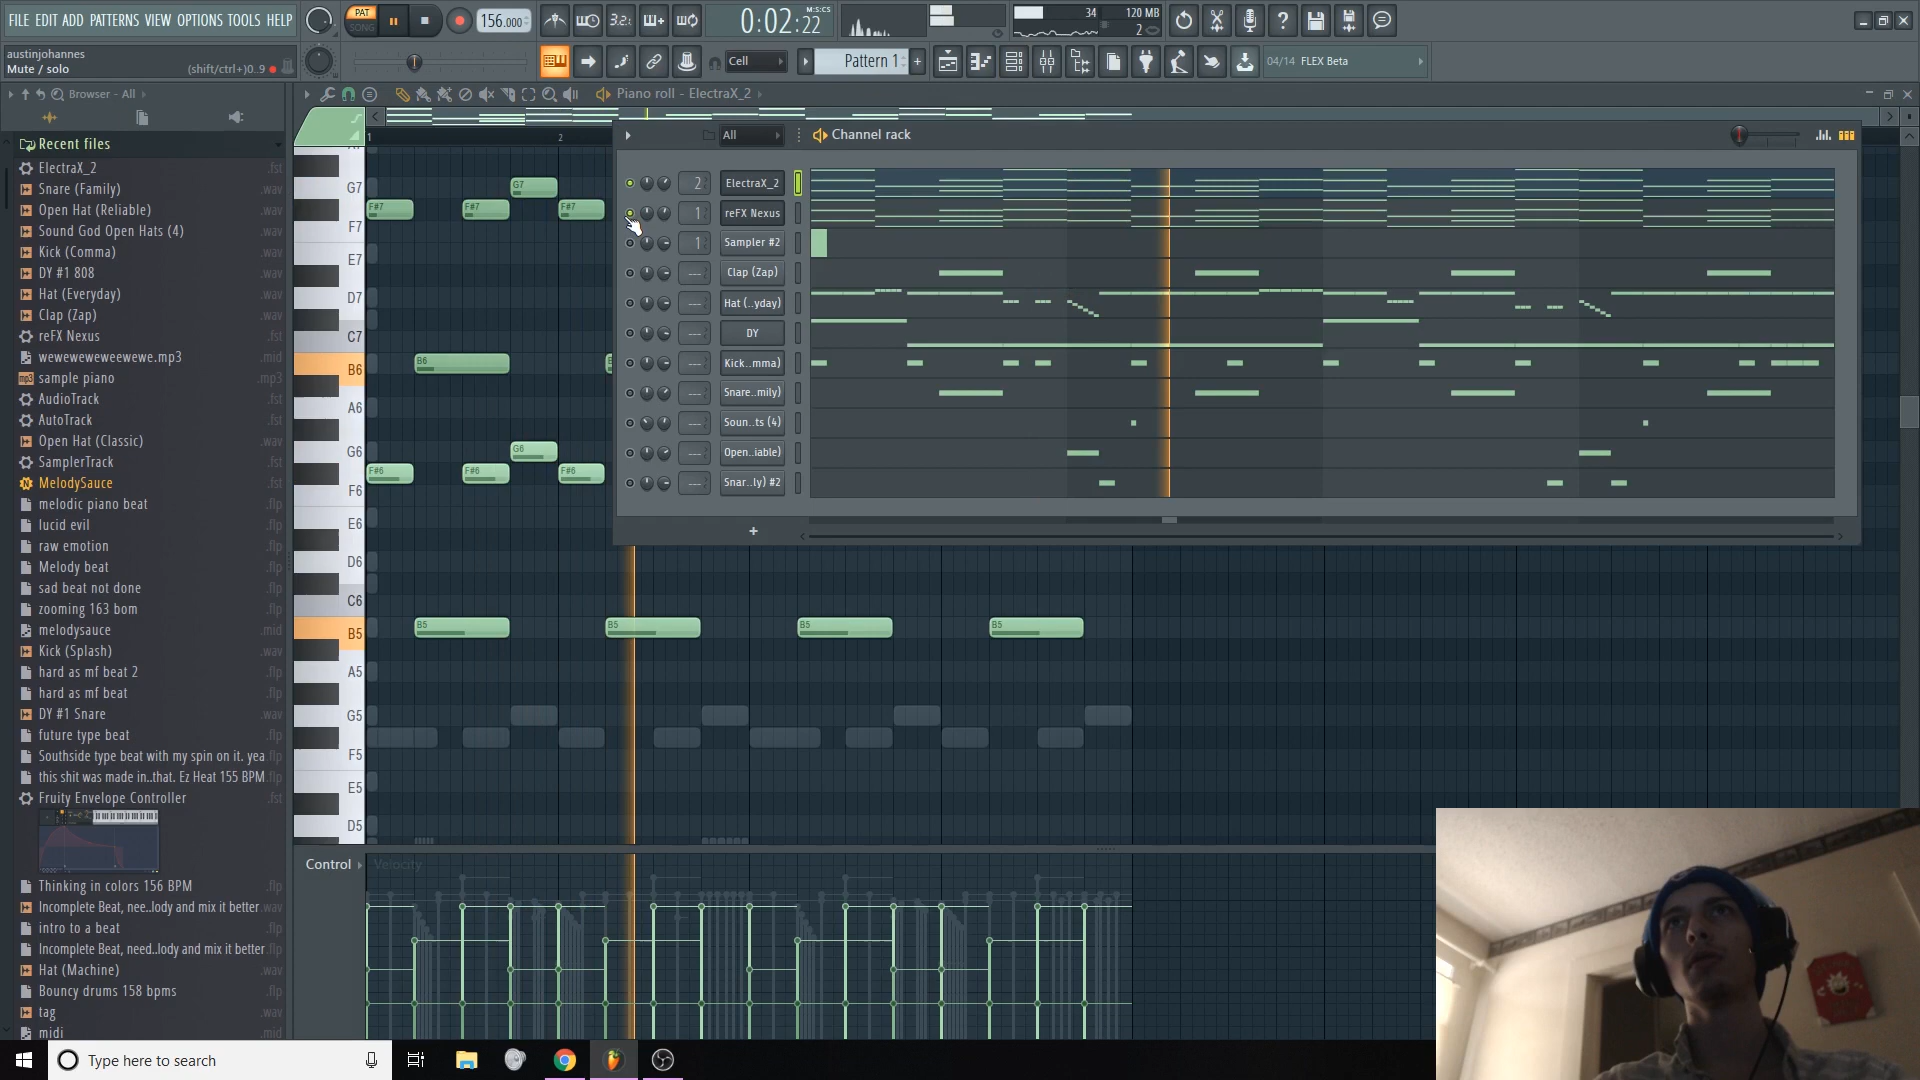 FILE EDIT ADD PATTERNS VIEW OPTIONS TOOLS HELP
PAT
SONG
156.000
3.2
0:02:22
M:S:CS
34
120 MB
2
austinjohannes
Mute / solo
(shift/ctrl+)0..9
Cell
Pattern 1
+
04/14 FLEX Beta
Browser - All
Piano roll - ElectraX_2
Recent files
ElectraX_2 .fst
Snare (Family) .wav
Open Hat (Reliable) .wav
Sound God Open Hats (4) .wav
Kick (Comma) .wav
DY #1 808 .wav
Hat (Everyday) .wav
Clap (Zap) .wav
reFX Nexus .fst
weweweweweewewe.mp3 .mid
mp3 sample piano .mp3
AudioTrack .fst
AutoTrack .fst
Open Hat (Classic) .wav
SamplerTrack .fst
MelodySauce .fst
melodic piano beat .flp
lucid evil .flp
raw emotion .flp
Melody beat .flp
sad beat not done .flp
zooming 163 bom .flp
melodysauce .mid
Kick (Splash) .wav
hard as mf beat 2 .flp
hard as mf beat .flp
DY #1 Snare .wav
future type beat .flp
Southside type beat with my spin on it. yea .flp
this shit was made in..that. Ez Heat 155 BPM .flp
Fruity Envelope Controller .fst
Thinking in colors 156 BPM .flp
Incomplete Beat, nee..lody and mix it better .wav
intro to a beat .flp
Incomplete Beat, need..lody and mix it better .flp
Hat (Machine) .wav
Bouncy drums 158 bpms .flp
tag .wav
midi .mid
1
2
G7
F7
E7
D7
C7
B6
A6
G6
F6
E6
D6
C6
B5
A5
G5
F5
E5
D5
G7
F#7
F#7
F#7
B6
B
G6
F#6
F#6
F#6
B5
B5
B5
B5
All
Channel rack
2 ElectraX_2
1 reFX Nexus
1 Sampler #2
--- Clap (Zap)
--- Hat (..yday)
--- DY
--- Kick..mma)
--- Snare..mily)
--- Soun..ts (4)
--- Open..iable)
--- Snar..ly) #2
+
Control
Velocity
Type here to search